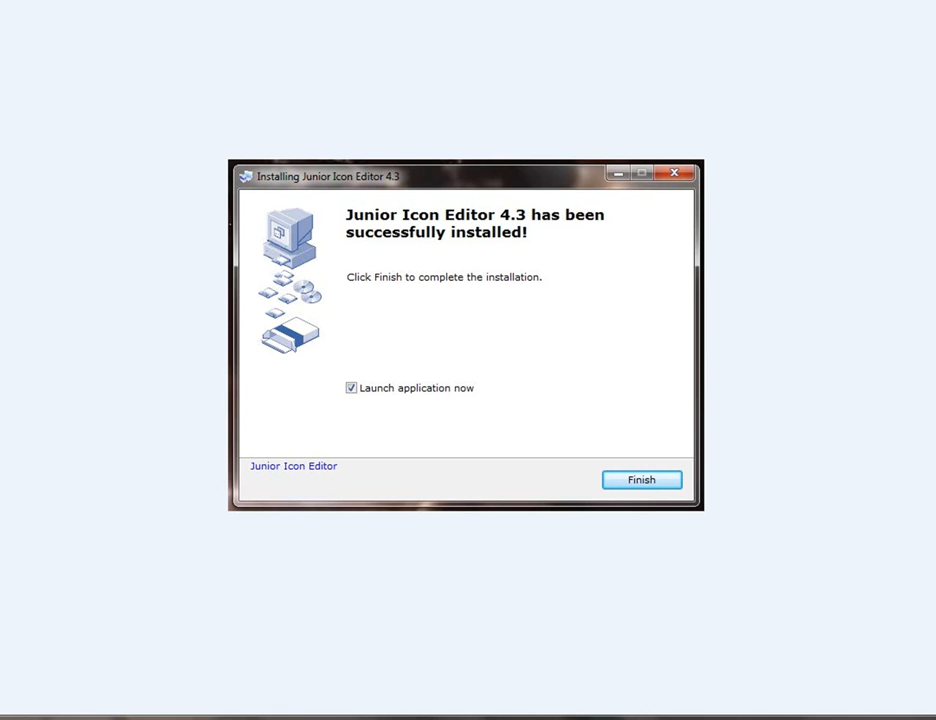 Installing Junior Icon Editor 4.3
Junior Icon Editor 4.3 has been
successfully installed!
Click Finish to complete the installation.
Launch application now
Junior Icon Editor
Finish